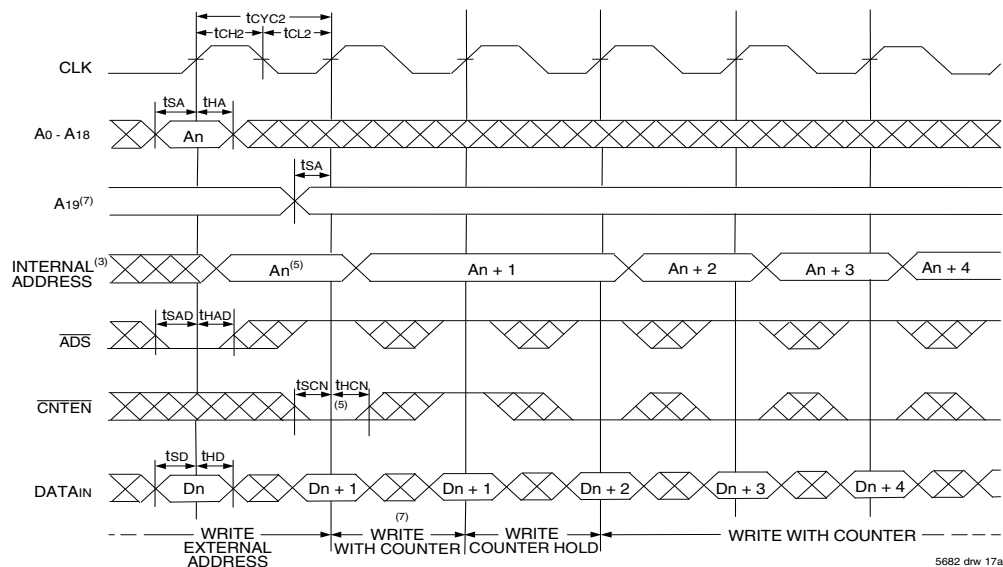 tCYC2
tCH2 tCL2
CLK
tSA tHA
A0 - A18 An
tSA
A19(7)
INTERNAL(3)
ADDRESS
An(5) An + 1 An + 2 An + 3 An + 4
tSAD tHAD
ADS
tSCN tHCN
CNTEN (5)
tSD tHD
DATAIN Dn Dn + 1 Dn + 1 Dn + 2 Dn + 3 Dn + 4
(7)
WRITE
EXTERNAL
ADDRESS
WRITE
WITH COUNTER
WRITE
COUNTER HOLD
WRITE WITH COUNTER
5682 drw 17a